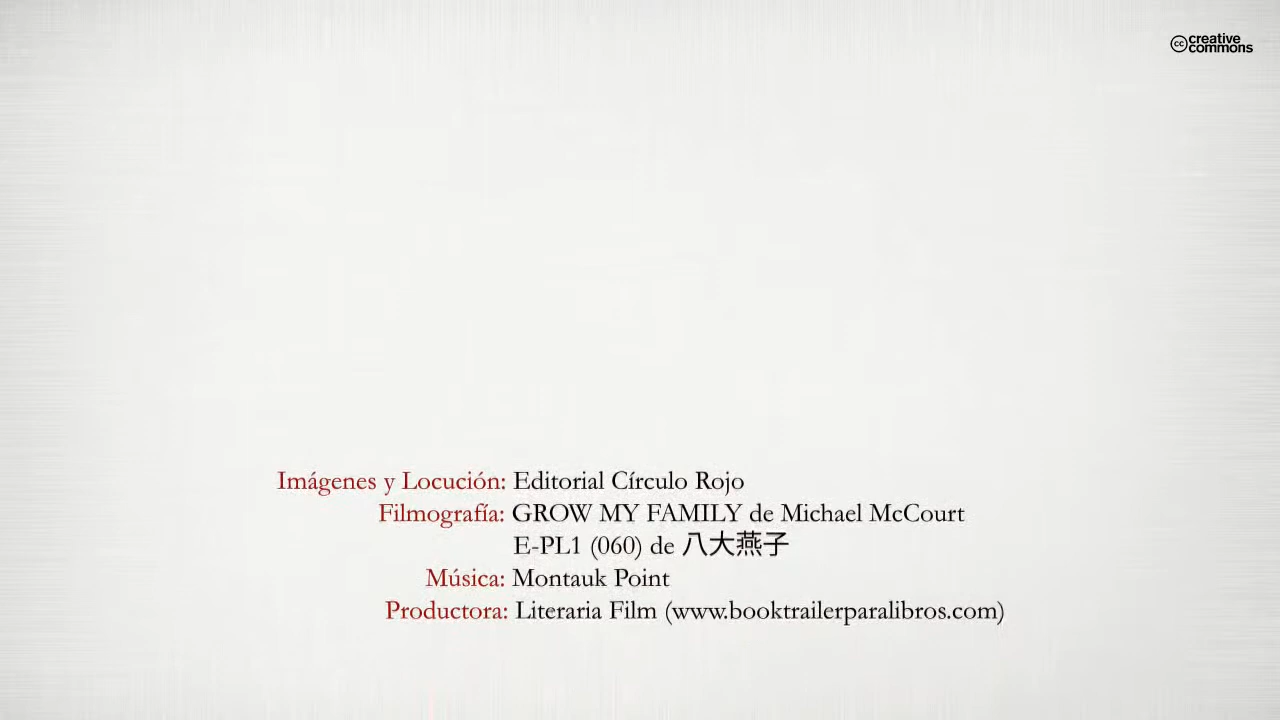 cc creative
commons
Imágenes y Locución: Editorial Círculo Rojo
Filmografía: GROW MY FAMILY de Michael McCourt
E-PL1 (060) de 八大燕子
Música: Montauk Point
Productora: Literaria Film (www.booktrailerparalibros.com)